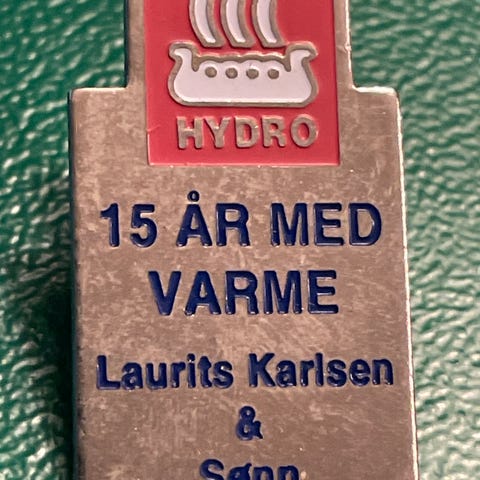 HYDRO
15 ÅR MED
VARME
Laurits Karlsen
&
Sønn